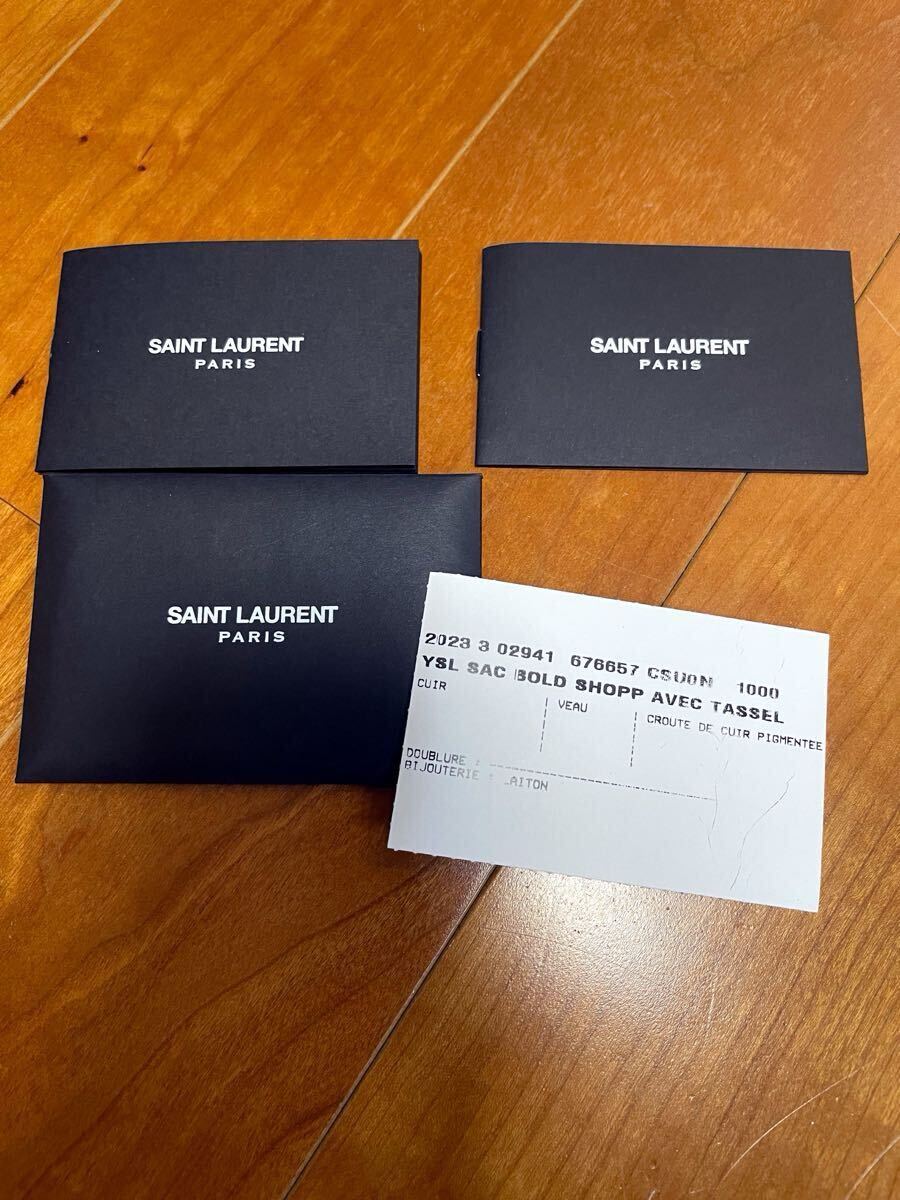 SAINT LAURENT
PARIS
SAINT LAURENT
PARIS
SAINT LAURENT
PARIS
2023 3 02941 676657 CSU0N 1000
YSL SAC BOLD SHOPP AVEC TASSEL
CUIR VEAU CROUTE DE CUIR PIGMENTEE
DOUBLURE :
BIJOUTERIE : LAITON